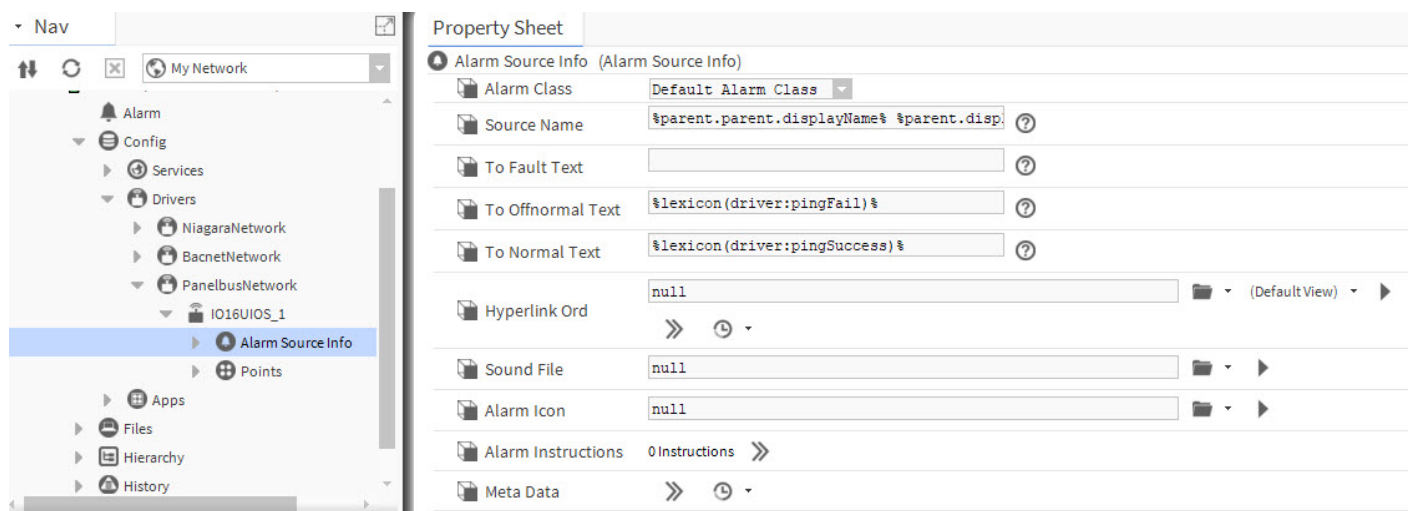 Nav
My Network
Alarm
Config
Services
Drivers
NiagaraNetwork
BacnetNetwork
PanelbusNetwork
IO16UIOS_1
Alarm Source Info
Points
Apps
Files
Hierarchy
History
Property Sheet
Alarm Source Info (Alarm Source Info)
Alarm Class Default Alarm Class
Source Name %parent.parent.displayName% %parent.disp
To Fault Text
To Offnormal Text %lexicon(driver:pingFail)%
To Normal Text %lexicon(driver:pingSuccess)%
Hyperlink Ord null (Default View)
Sound File null
Alarm Icon null
Alarm Instructions 0 Instructions
Meta Data